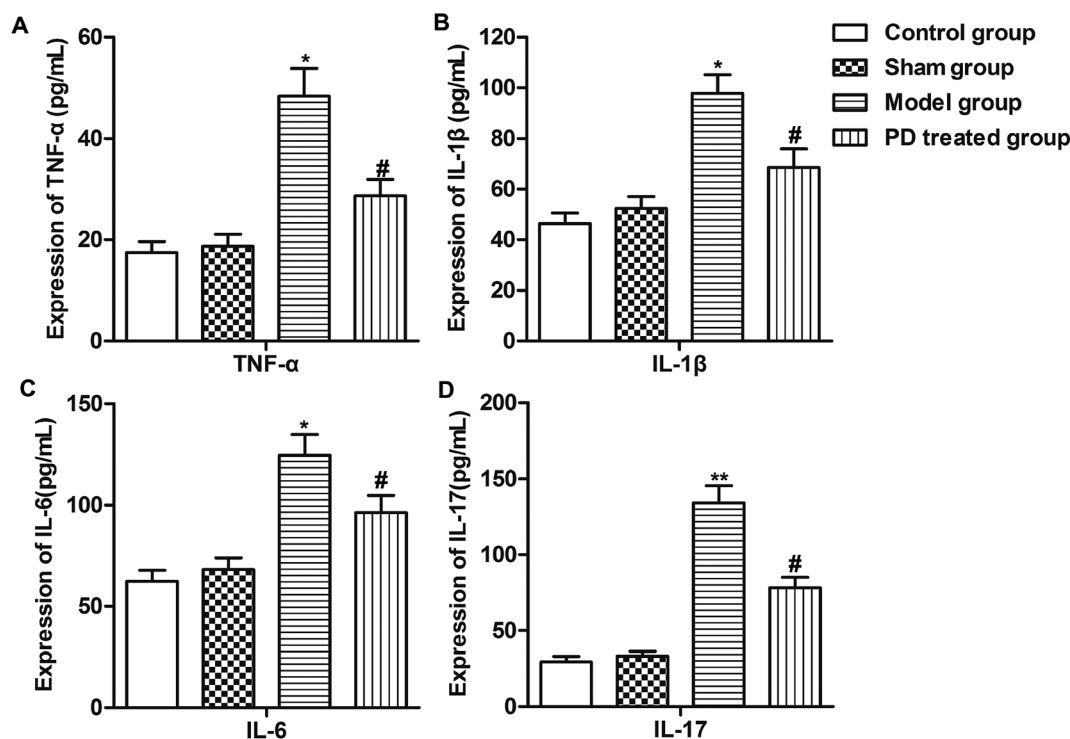 A
Expression of TNF-α (pg/mL)
60
40
20
0
*
#
TNF-α
B
Expression of IL-1β (pg/mL)
120
100
80
60
40
20
0
*
#
IL-1β
Control group
Sham group
Model group
PD treated group
C
Expression of IL-6(pg/mL)
150
100
50
0
*
#
IL-6
D
Expression of IL-17(pg/mL)
200
150
100
50
0
**
#
IL-17